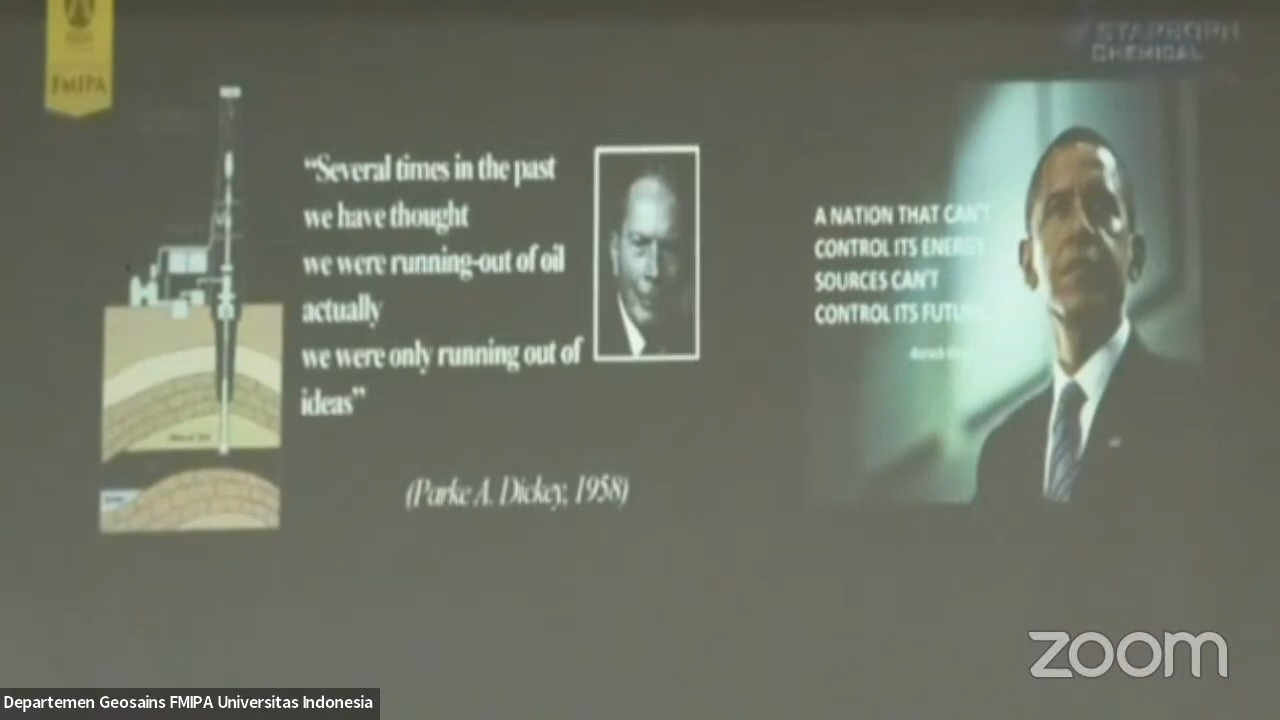 FMIPA
STARBORN
CHEMICAL
“Several times in the past
we have thought
we were running-out of oil
actually
we were only running out of
ideas”
(Parke A. Dickey, 1958)
A NATION THAT CAN'T
CONTROL ITS ENERGY
SOURCES CAN'T
CONTROL ITS FUTURE
zoom
Departemen Geosains FMIPA Universitas Indonesia